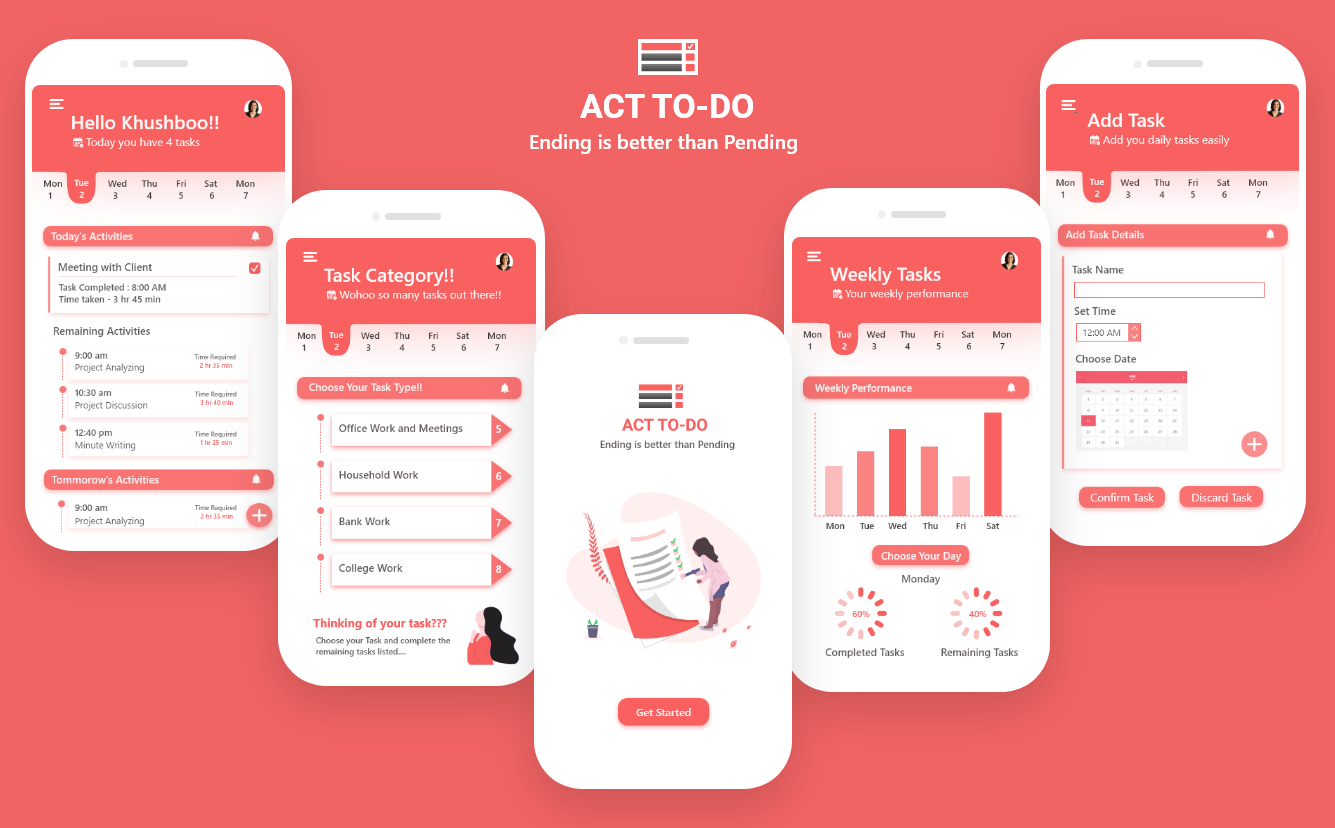 ACT TO-DO
Ending is better than Pending
Hello Khushboo!!
Today you have 4 tasks
Mon Tue Wed Thu Fri Sat Mon
1 2 3 4 5 6 7
Today's Activities
Meeting with Client
Task Completed : 8:00 AM
Time taken - 3 hr 45 min
Remaining Activities
9:00 am
Project Analyzing
Time Required
2 hr 35 min
10:30 am
Project Discussion
Time Required
3 hr 40 min
12:40 pm
Minute Writing
Time Required
1 hr 25 min
Tommorow's Activities
9:00 am
Project Analyzing
Time Required
2 hr 35 min
Task Category!!
Wohoo so many tasks out there!!
Mon Tue Wed Thu Fri Sat Mon
1 2 3 4 5 6 7
Choose Your Task Type!!
Office Work and Meetings 5
Household Work 6
Bank Work 7
College Work 8
Thinking of your task???
Choose your Task and complete the
remaining tasks listed....
ACT TO-DO
Ending is better than Pending
Get Started
Weekly Tasks
Your weekly performance
Mon Tue Wed Thu Fri Sat Mon
1 2 3 4 5 6 7
Weekly Performance
Mon Tue Wed Thu Fri Sat
Choose Your Day
Monday
60% 40%
Completed Tasks Remaining Tasks
Add Task
Add you daily tasks easily
Mon Tue Wed Thu Fri Sat Mon
1 2 3 4 5 6 7
Add Task Details
Task Name
Set Time
12:00 AM
Choose Date
Confirm Task Discard Task